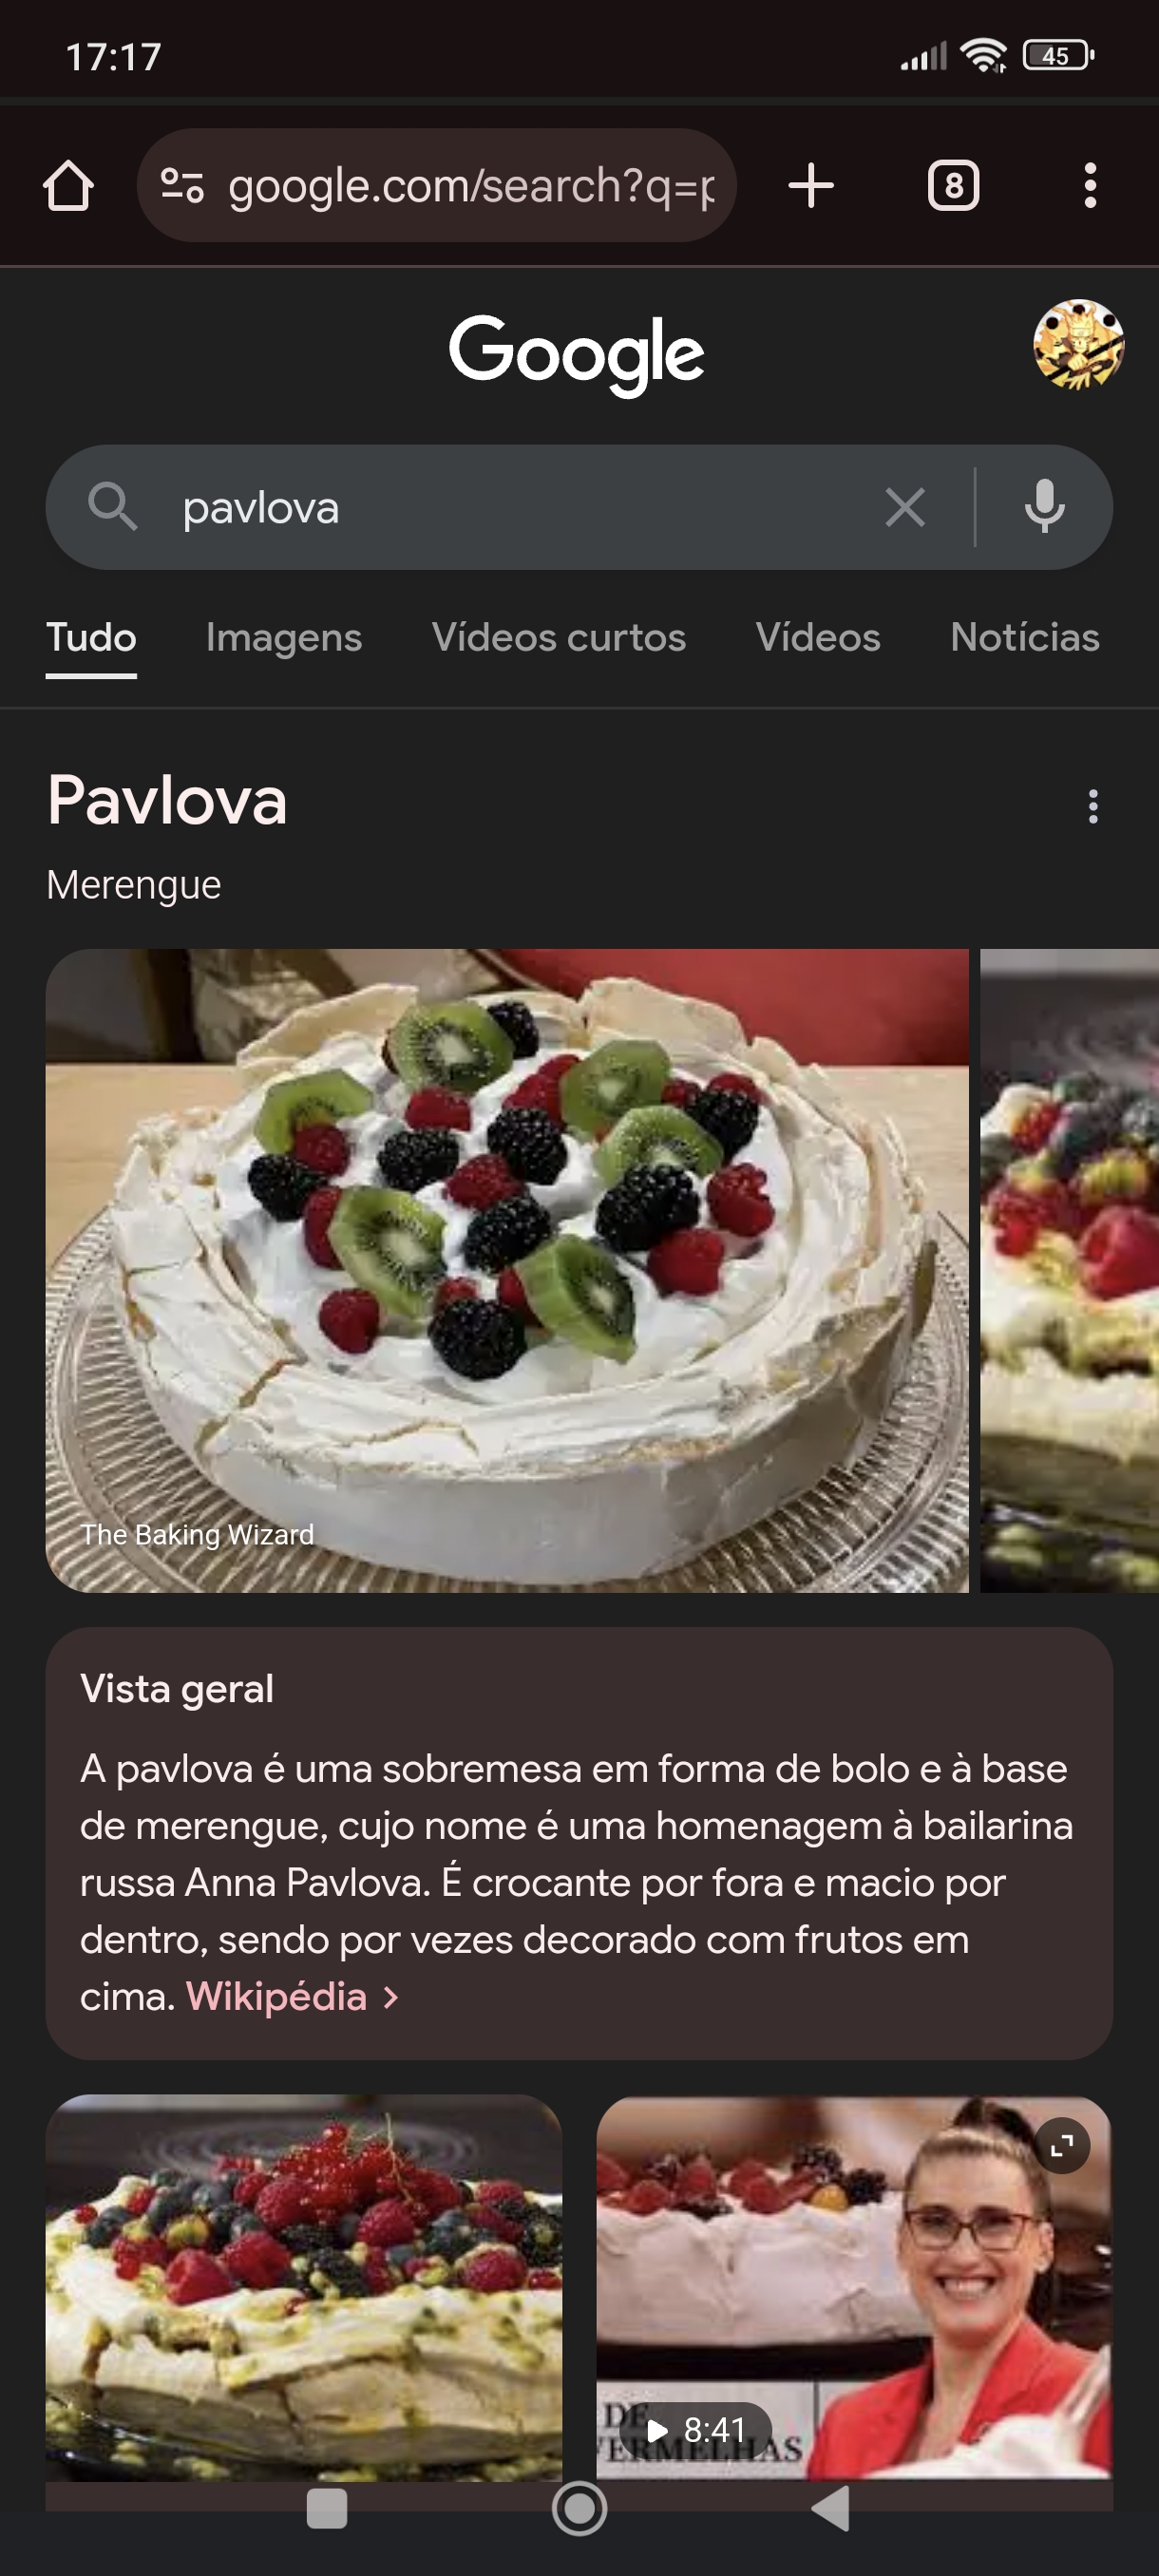 17:17
45
google.com/search?q=p
8
Google
pavlova
Tudo Imagens Vídeos curtos Vídeos Notícias
Pavlova
Merengue
The Baking Wizard
Vista geral
A pavlova é uma sobremesa em forma de bolo e à base
de merengue, cujo nome é uma homenagem à bailarina
russa Anna Pavlova. É crocante por fora e macio por
dentro, sendo por vezes decorado com frutos em
cima. Wikipédia >
DE
VERMELHAS
8:41